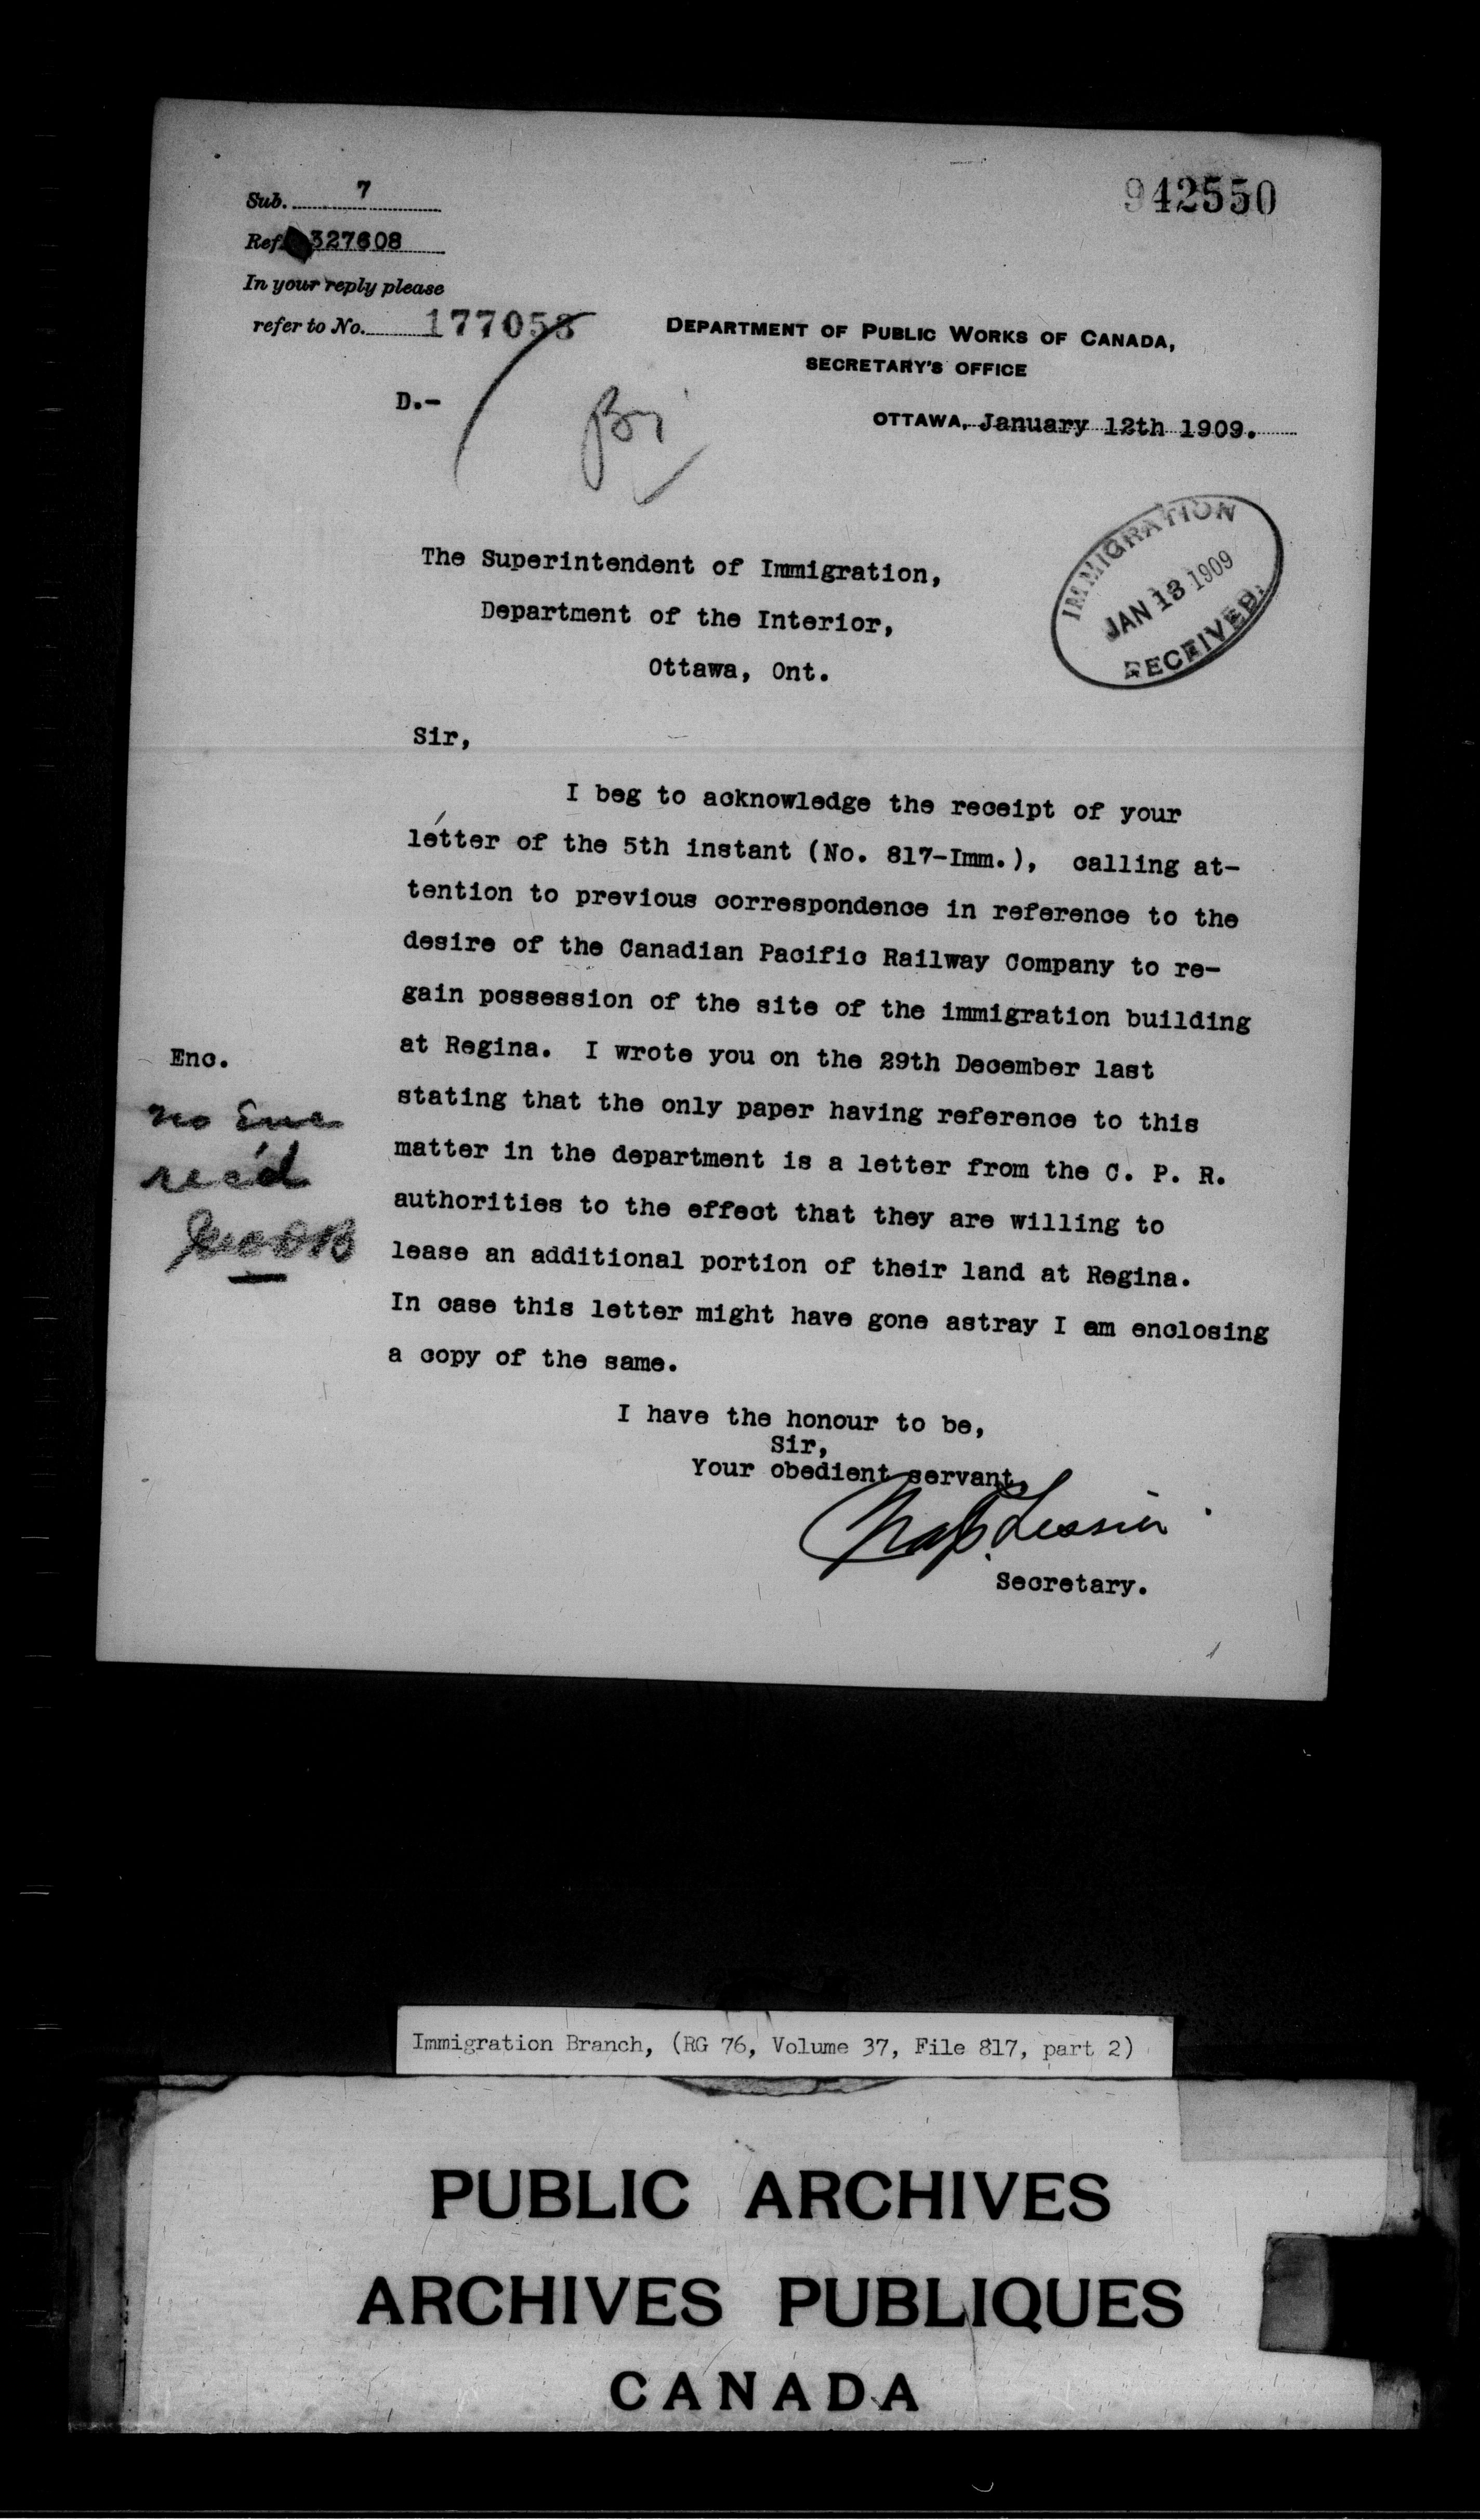 942550
Sub. 7
Ref. 327608
In your reply please
refer to No. 177058
DEPARTMENT OF PUBLIC WORKS OF CANADA,
SECRETARY'S OFFICE
D.-
OTTAWA, January 12th 1909.
IMMIGRATION
JAN 13 1909
RECEIVED.
The Superintendent of Immigration,
Department of the Interior,
Ottawa, Ont.
Sir,
I beg to acknowledge the receipt of your
letter of the 5th instant (No. 817-Imm.), calling at-
tention to previous correspondence in reference to the
desire of the Canadian Pacific Railway Company to re-
gain possession of the site of the immigration building
at Regina. I wrote you on the 29th December last
stating that the only paper having reference to this
matter in the department is a letter from the C. P. R.
authorities to the effect that they are willing to
lease an additional portion of their land at Regina.
In case this letter might have gone astray I am enclosing
a copy of the same.
Enc.
no Enc
rec'd
I have the honour to be,
Sir,
Your obedient servant,
Nap. Tessier
Secretary.
Immigration Branch, (RG 76, Volume 37, File 817, part 2)
PUBLIC ARCHIVES
ARCHIVES PUBLIQUES
CANADA